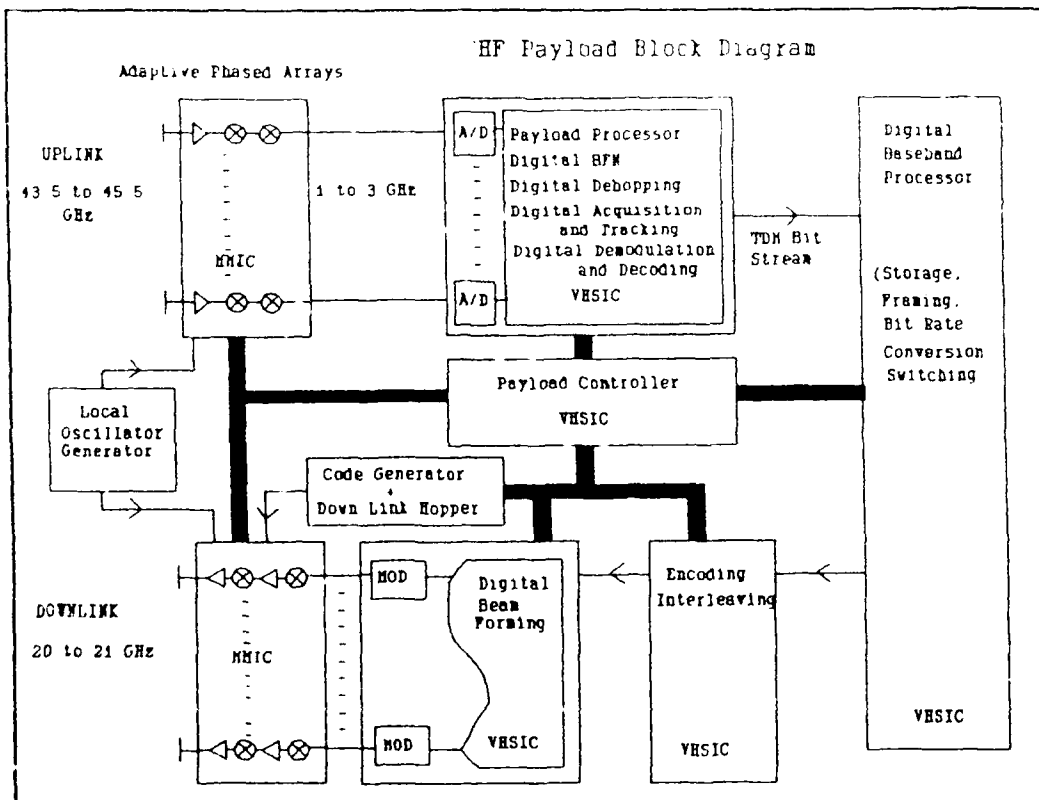 HF Payload Block Diagram
Adaptive Phased Arrays
UPLINK
43 5 to 45 5
GHz
MMIC
1 to 3 GHz
A/D
A/D
Payload Processor
Digital BFN
Digital Dehopping
Digital Acquisition
and Tracking
Digital Demodulation
and Decoding
VHSIC
TDM Bit
Stream
Digital
Baseband
Processor
(Storage,
Framing,
Bit Rate
Conversion
Switching)
VHSIC
Payload Controller
VHSIC
Local
Oscillator
Generator
Code Generator
+
Down Link Hopper
DOWNLINK
20 to 21 GHz
MMIC
MOD
MOD
Digital
Beam
Forming
VHSIC
Encoding
Interleaving
VHSIC